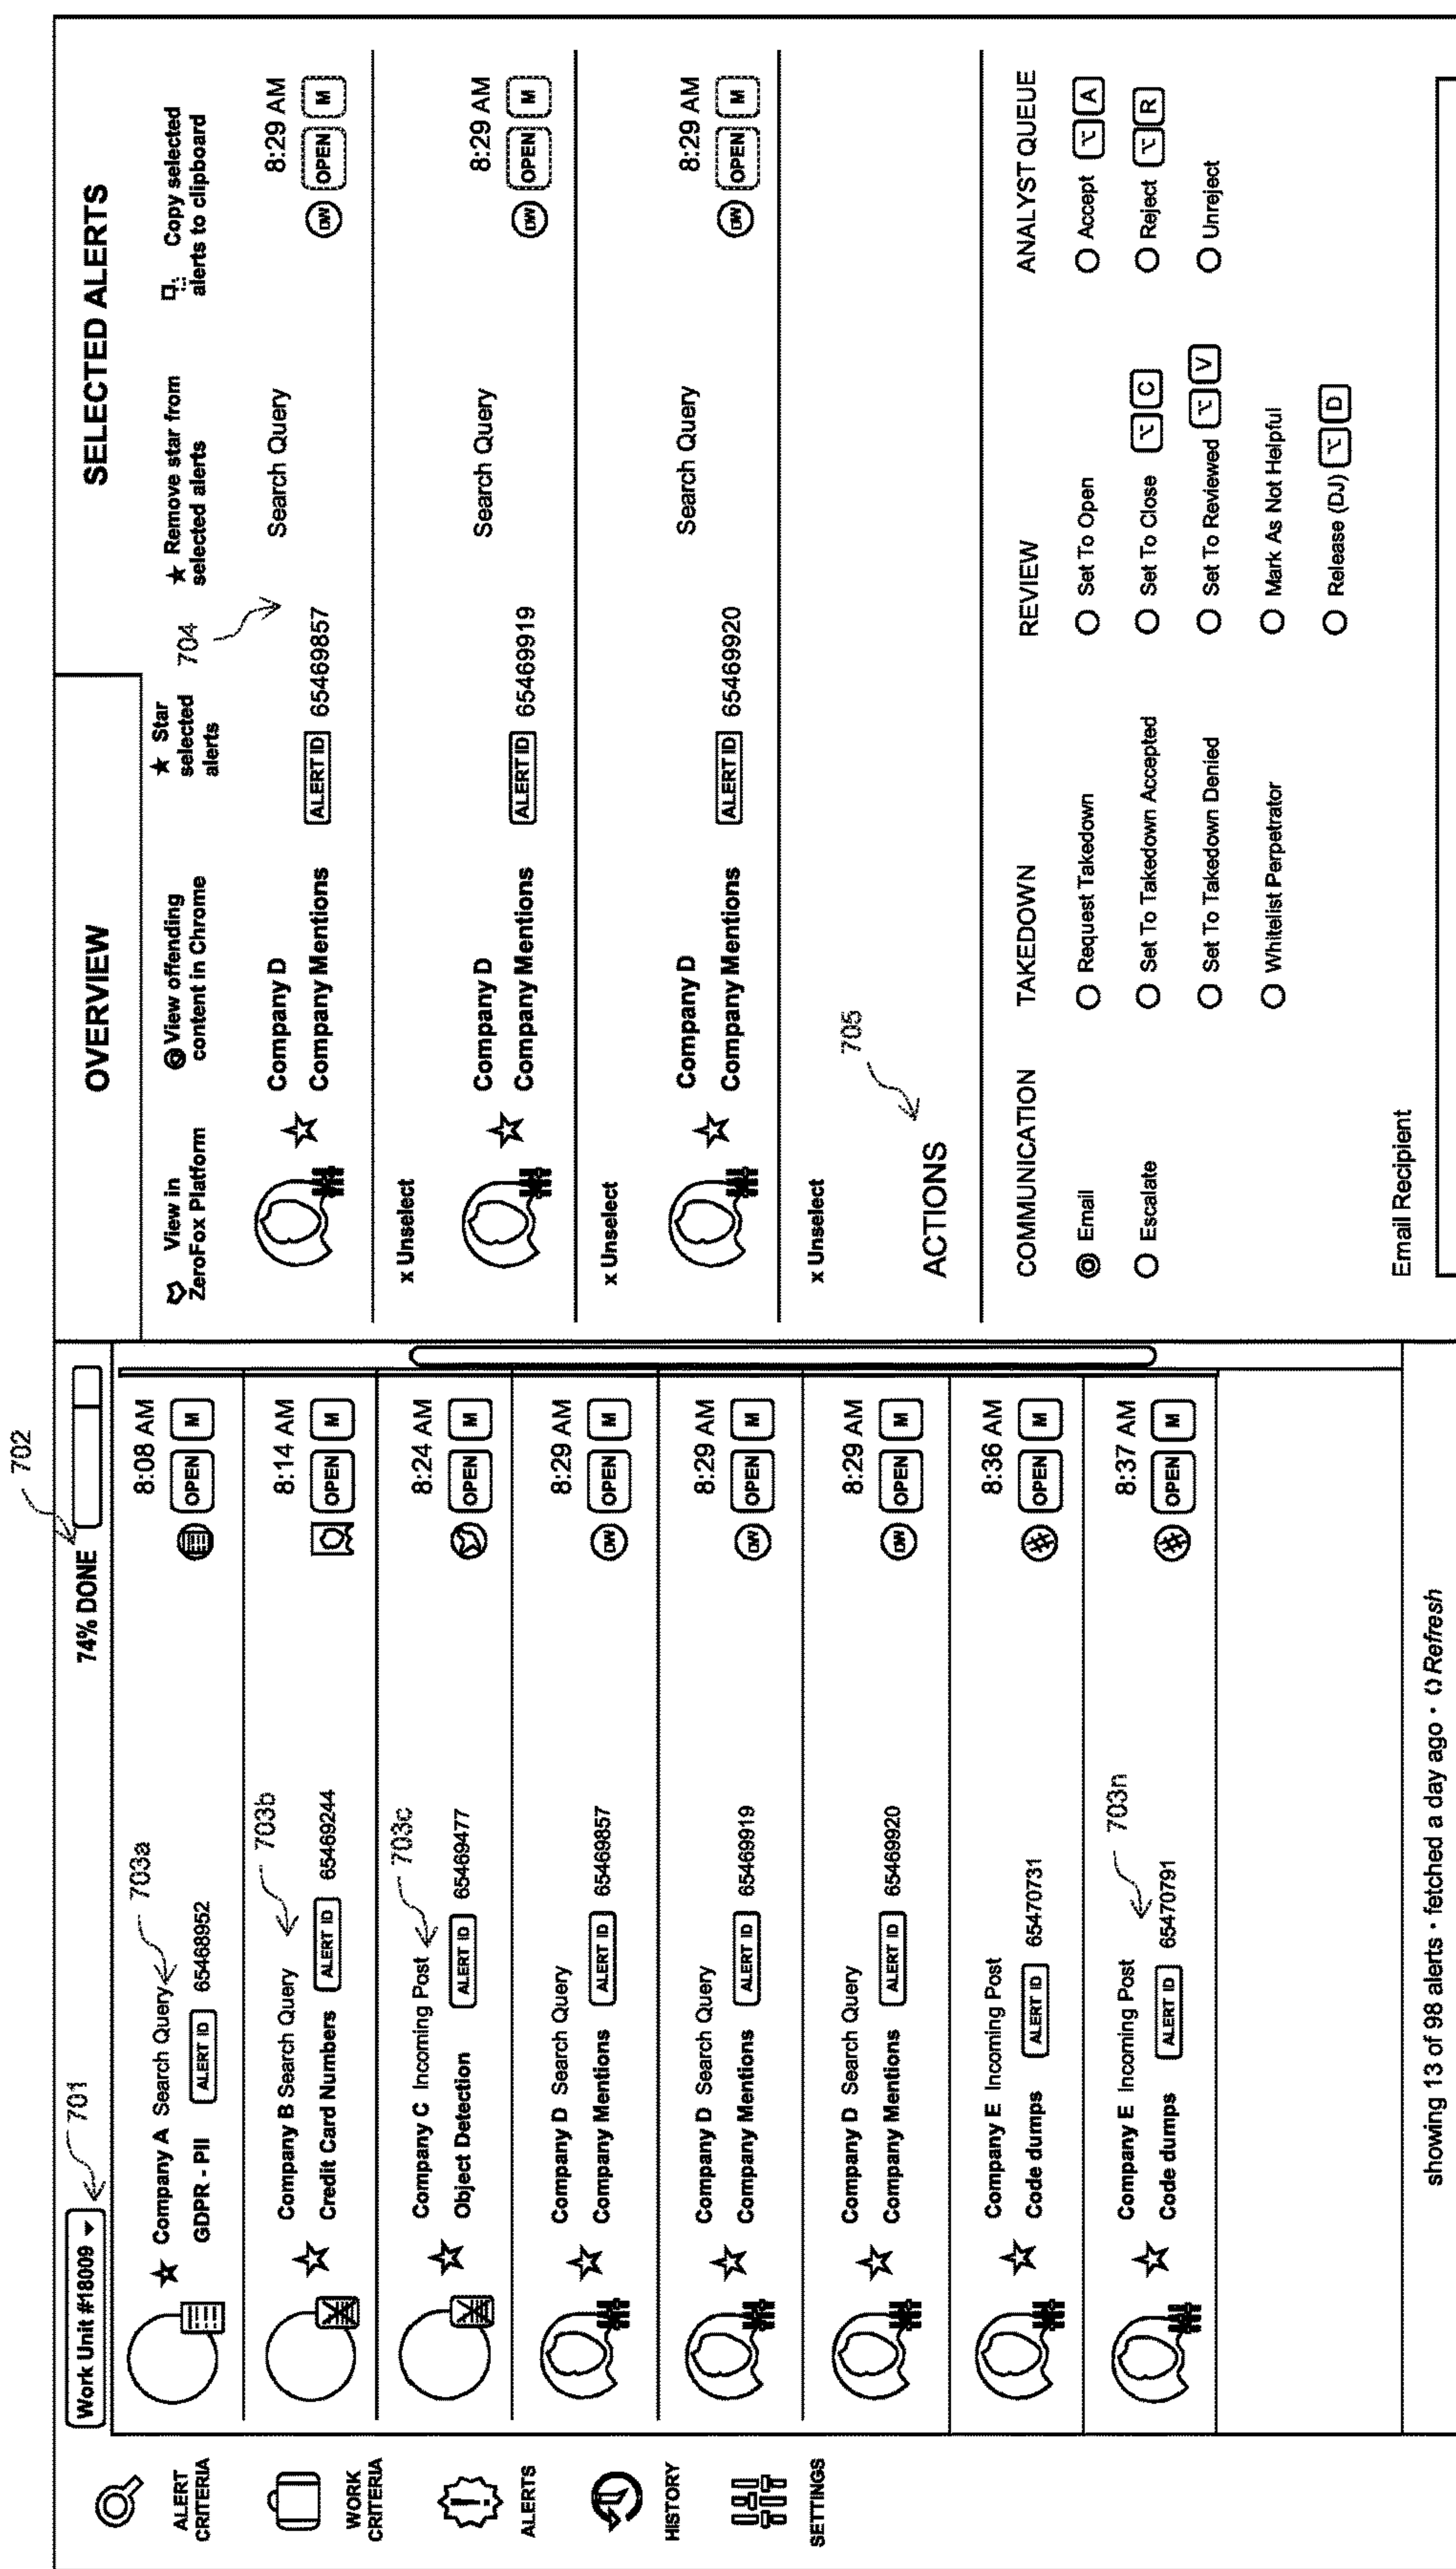 702
701
Work Unit #18009
74% DONE
ALERT
CRITERIA
WORK
CRITERIA
ALERTS
HISTORY
SETTINGS
703a
Company A Search Query
8:08 AM
GDPR - PII ALERT ID 65468952
OPEN M
703b
Company B Search Query
8:14 AM
Credit Card Numbers ALERT ID 65469244
OPEN M
703c
Company C Incoming Post
8:24 AM
Object Detection ALERT ID 65469477
OPEN M
Company D Search Query
8:29 AM
Company Mentions ALERT ID 65469857
DW OPEN M
Company D Search Query
8:29 AM
Company Mentions ALERT ID 65469919
DW OPEN M
Company D Search Query
8:29 AM
Company Mentions ALERT ID 65469920
DW OPEN M
Company E Incoming Post
8:36 AM
Code dumps ALERT ID 65470731
# OPEN M
703n
Company E Incoming Post
8:37 AM
Code dumps ALERT ID 65470791
# OPEN M
showing 13 of 98 alerts • fetched a day ago • Refresh
OVERVIEW
SELECTED ALERTS
View in
ZeroFox Platform
View offending
content in Chrome
Star
selected
alerts
Remove star from
selected alerts
Copy selected
alerts to clipboard
704
Company D
Search Query
8:29 AM
Company Mentions ALERT ID 65469857
DW OPEN M
x Unselect
Company D
Search Query
8:29 AM
Company Mentions ALERT ID 65469919
DW OPEN M
x Unselect
Company D
Search Query
8:29 AM
Company Mentions ALERT ID 65469920
DW OPEN M
x Unselect
705
ACTIONS
COMMUNICATION
Email
Escalate
TAKEDOWN
Request Takedown
Set To Takedown Accepted
Set To Takedown Denied
Whitelist Perpetrator
REVIEW
Set To Open
Set To Close ⌥ C
Set To Reviewed ⌥ V
Mark As Not Helpful
Release (DJ) ⌥ D
ANALYST QUEUE
Accept ⌥ A
Reject ⌥ R
Unreject
Email Recipient